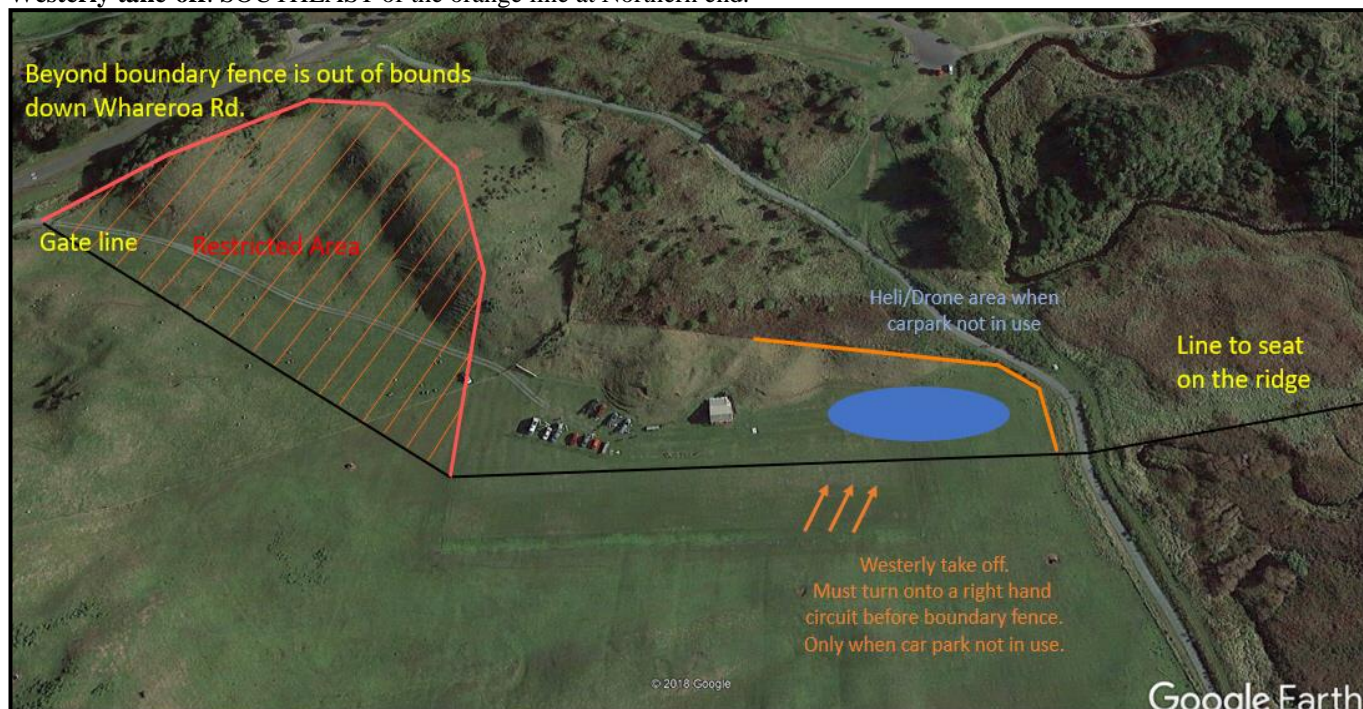 Westerly take off: SOUTHEAST of the orange line at Northern end.
Beyond boundary fence is out of bounds
down Whareroa Rd.
Gate line
Restricted Area
Heli/Drone area when
carpark not in use
Line to seat
on the ridge
Westerly take off.
Must turn onto a right hand
circuit before boundary fence.
Only when car park not in use.
© 2018 Google
Google Earth